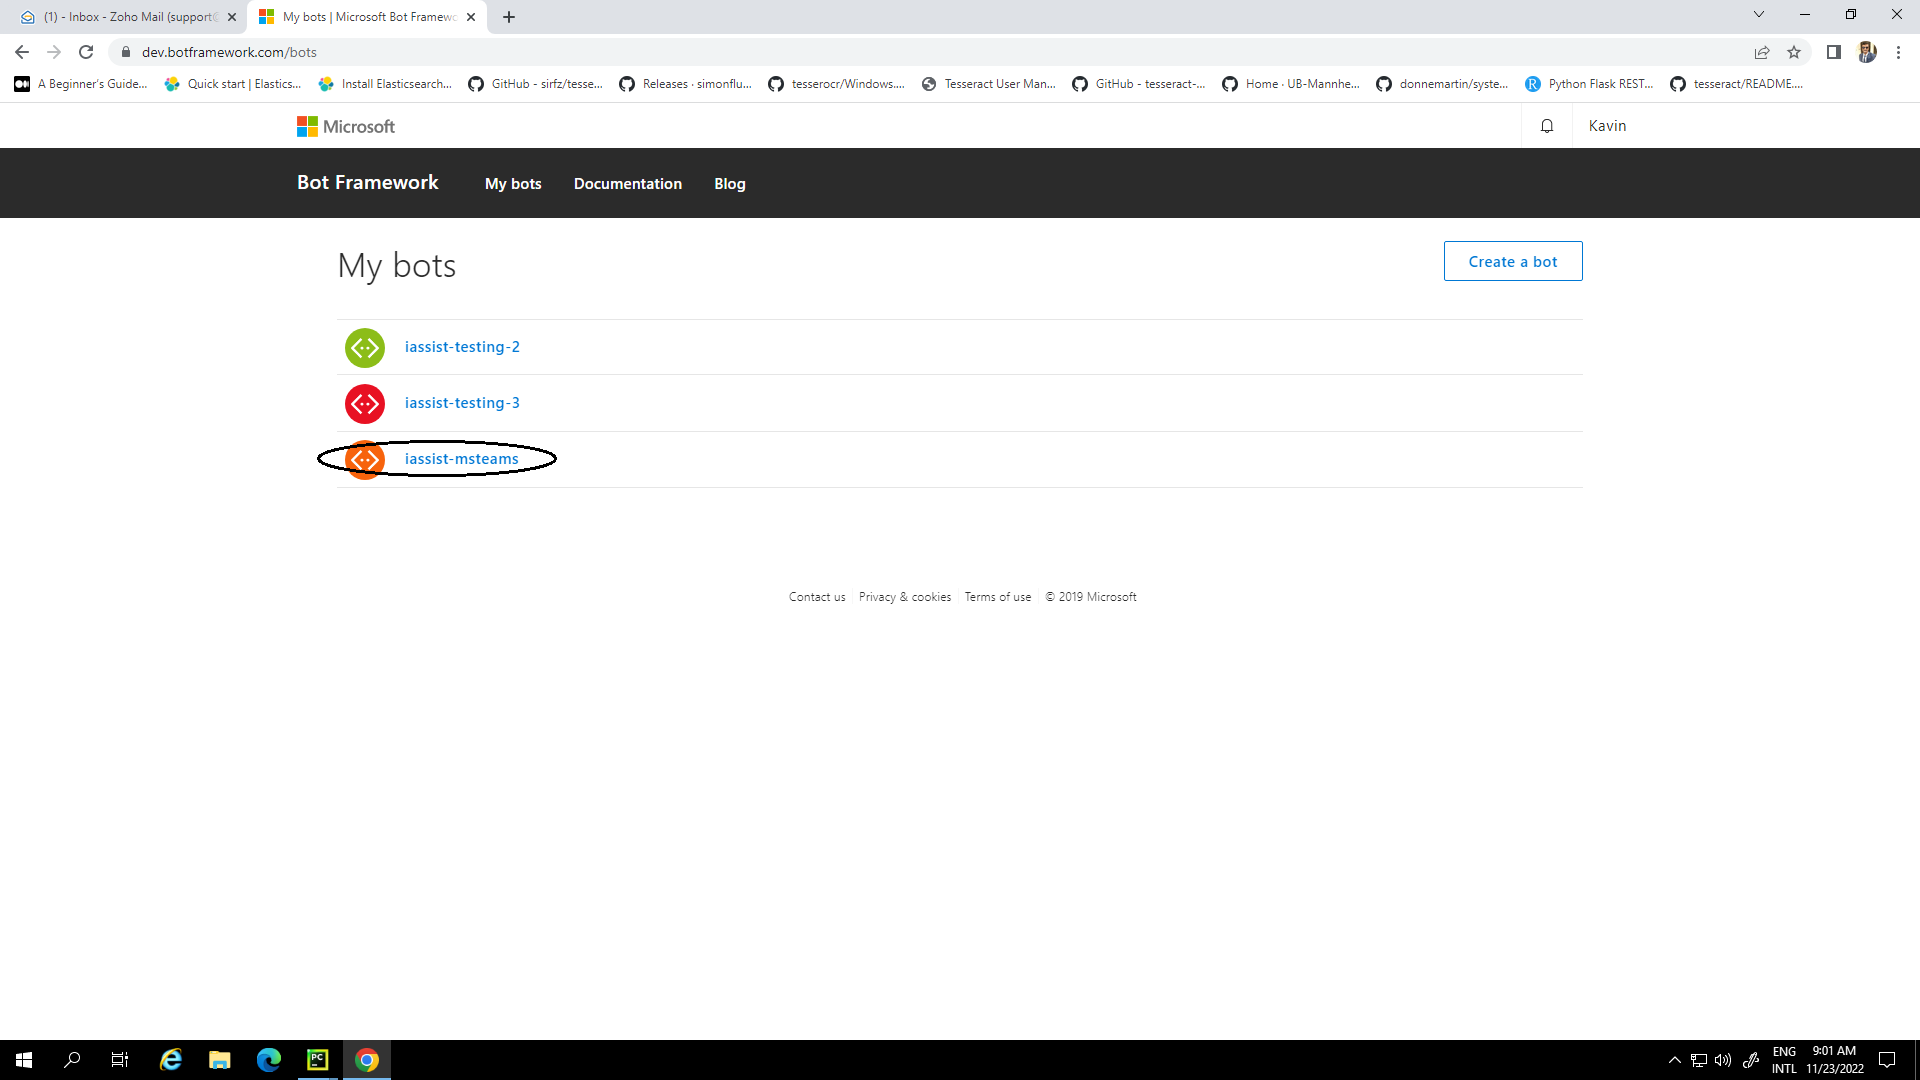 (1) - Inbox - Zoho Mail (support@
My bots | Microsoft Bot Framewo
dev.botframework.com/bots
A Beginner's Guide...
Quick start | Elastics...
Install Elasticsearch...
GitHub - sirfz/tesse...
Releases · simonflu...
tesserocr/Windows....
Tesseract User Man...
GitHub - tesseract-...
Home · UB-Mannhe...
donnemartin/syste...
R
Python Flask REST...
tesseract/README....
Microsoft
Kavin
Bot Framework
My bots
Documentation
Blog
My bots
Create a bot
iassist-testing-2
iassist-testing-3
iassist-msteams
Contact us
Privacy & cookies
Terms of use
© 2019 Microsoft
PC
ENG
INTL
9:01 AM
11/23/2022